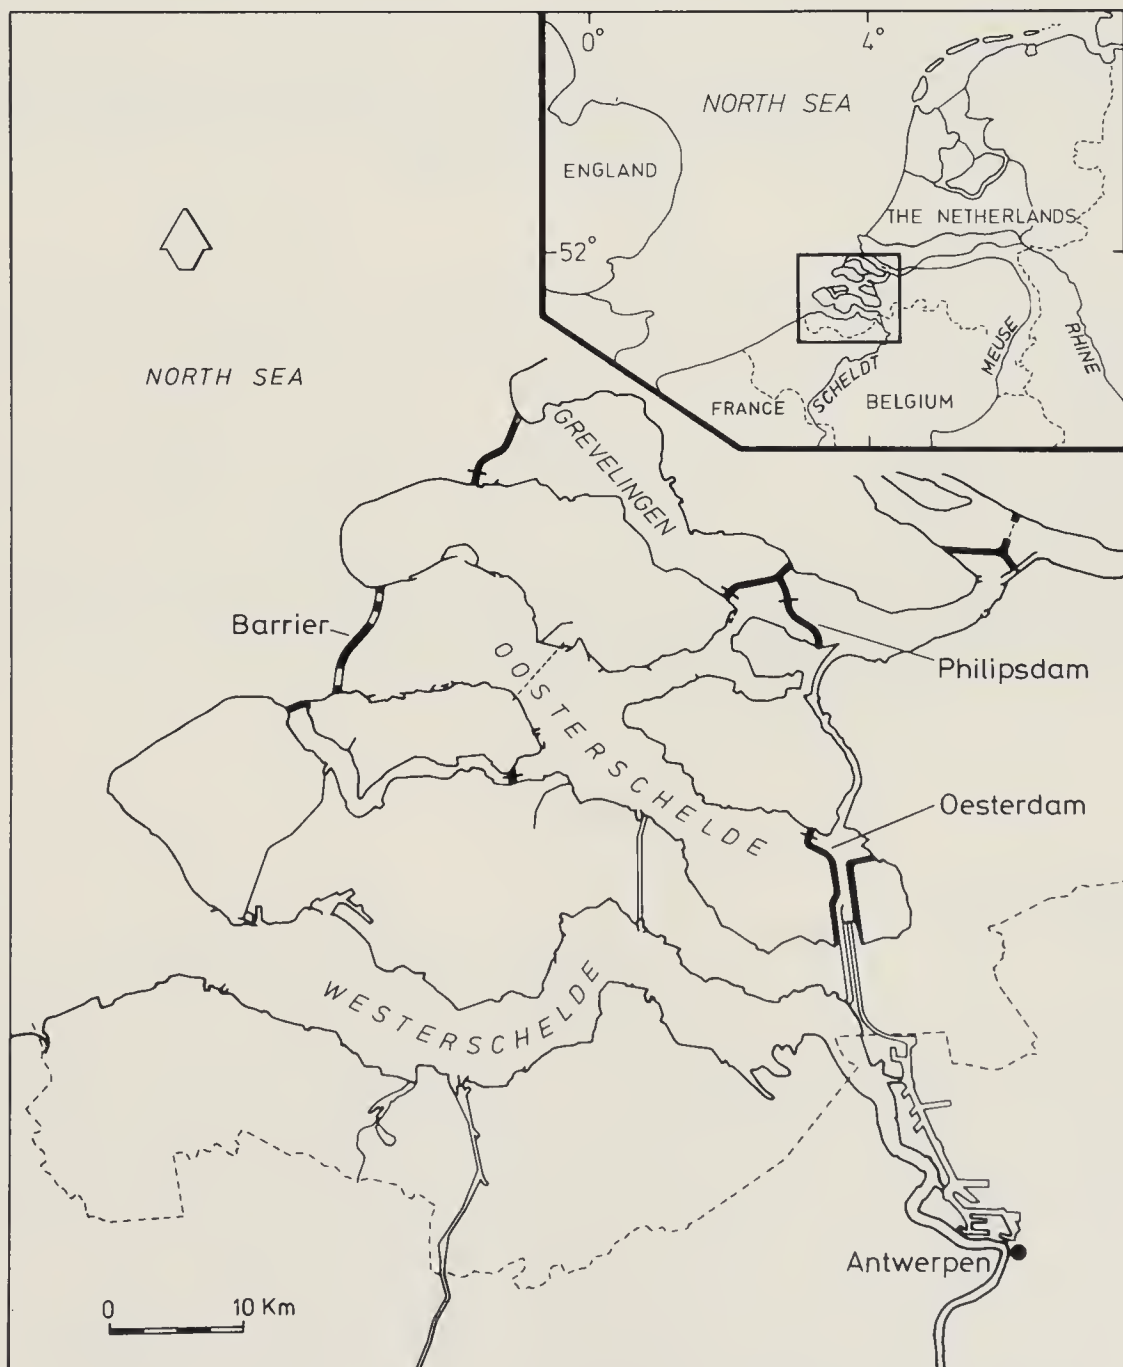 0°
4°
NORTH SEA
ENGLAND
THE NETHERLANDS
52°
MEUSE
RHINE
SCHELDT
FRANCE
BELGIUM
NORTH SEA
GREVELINGEN
Barrier
OOSTERSCHELDE
Philipsdam
Oesterdam
WESTERSCHELDE
Antwerpen
0 10 Km